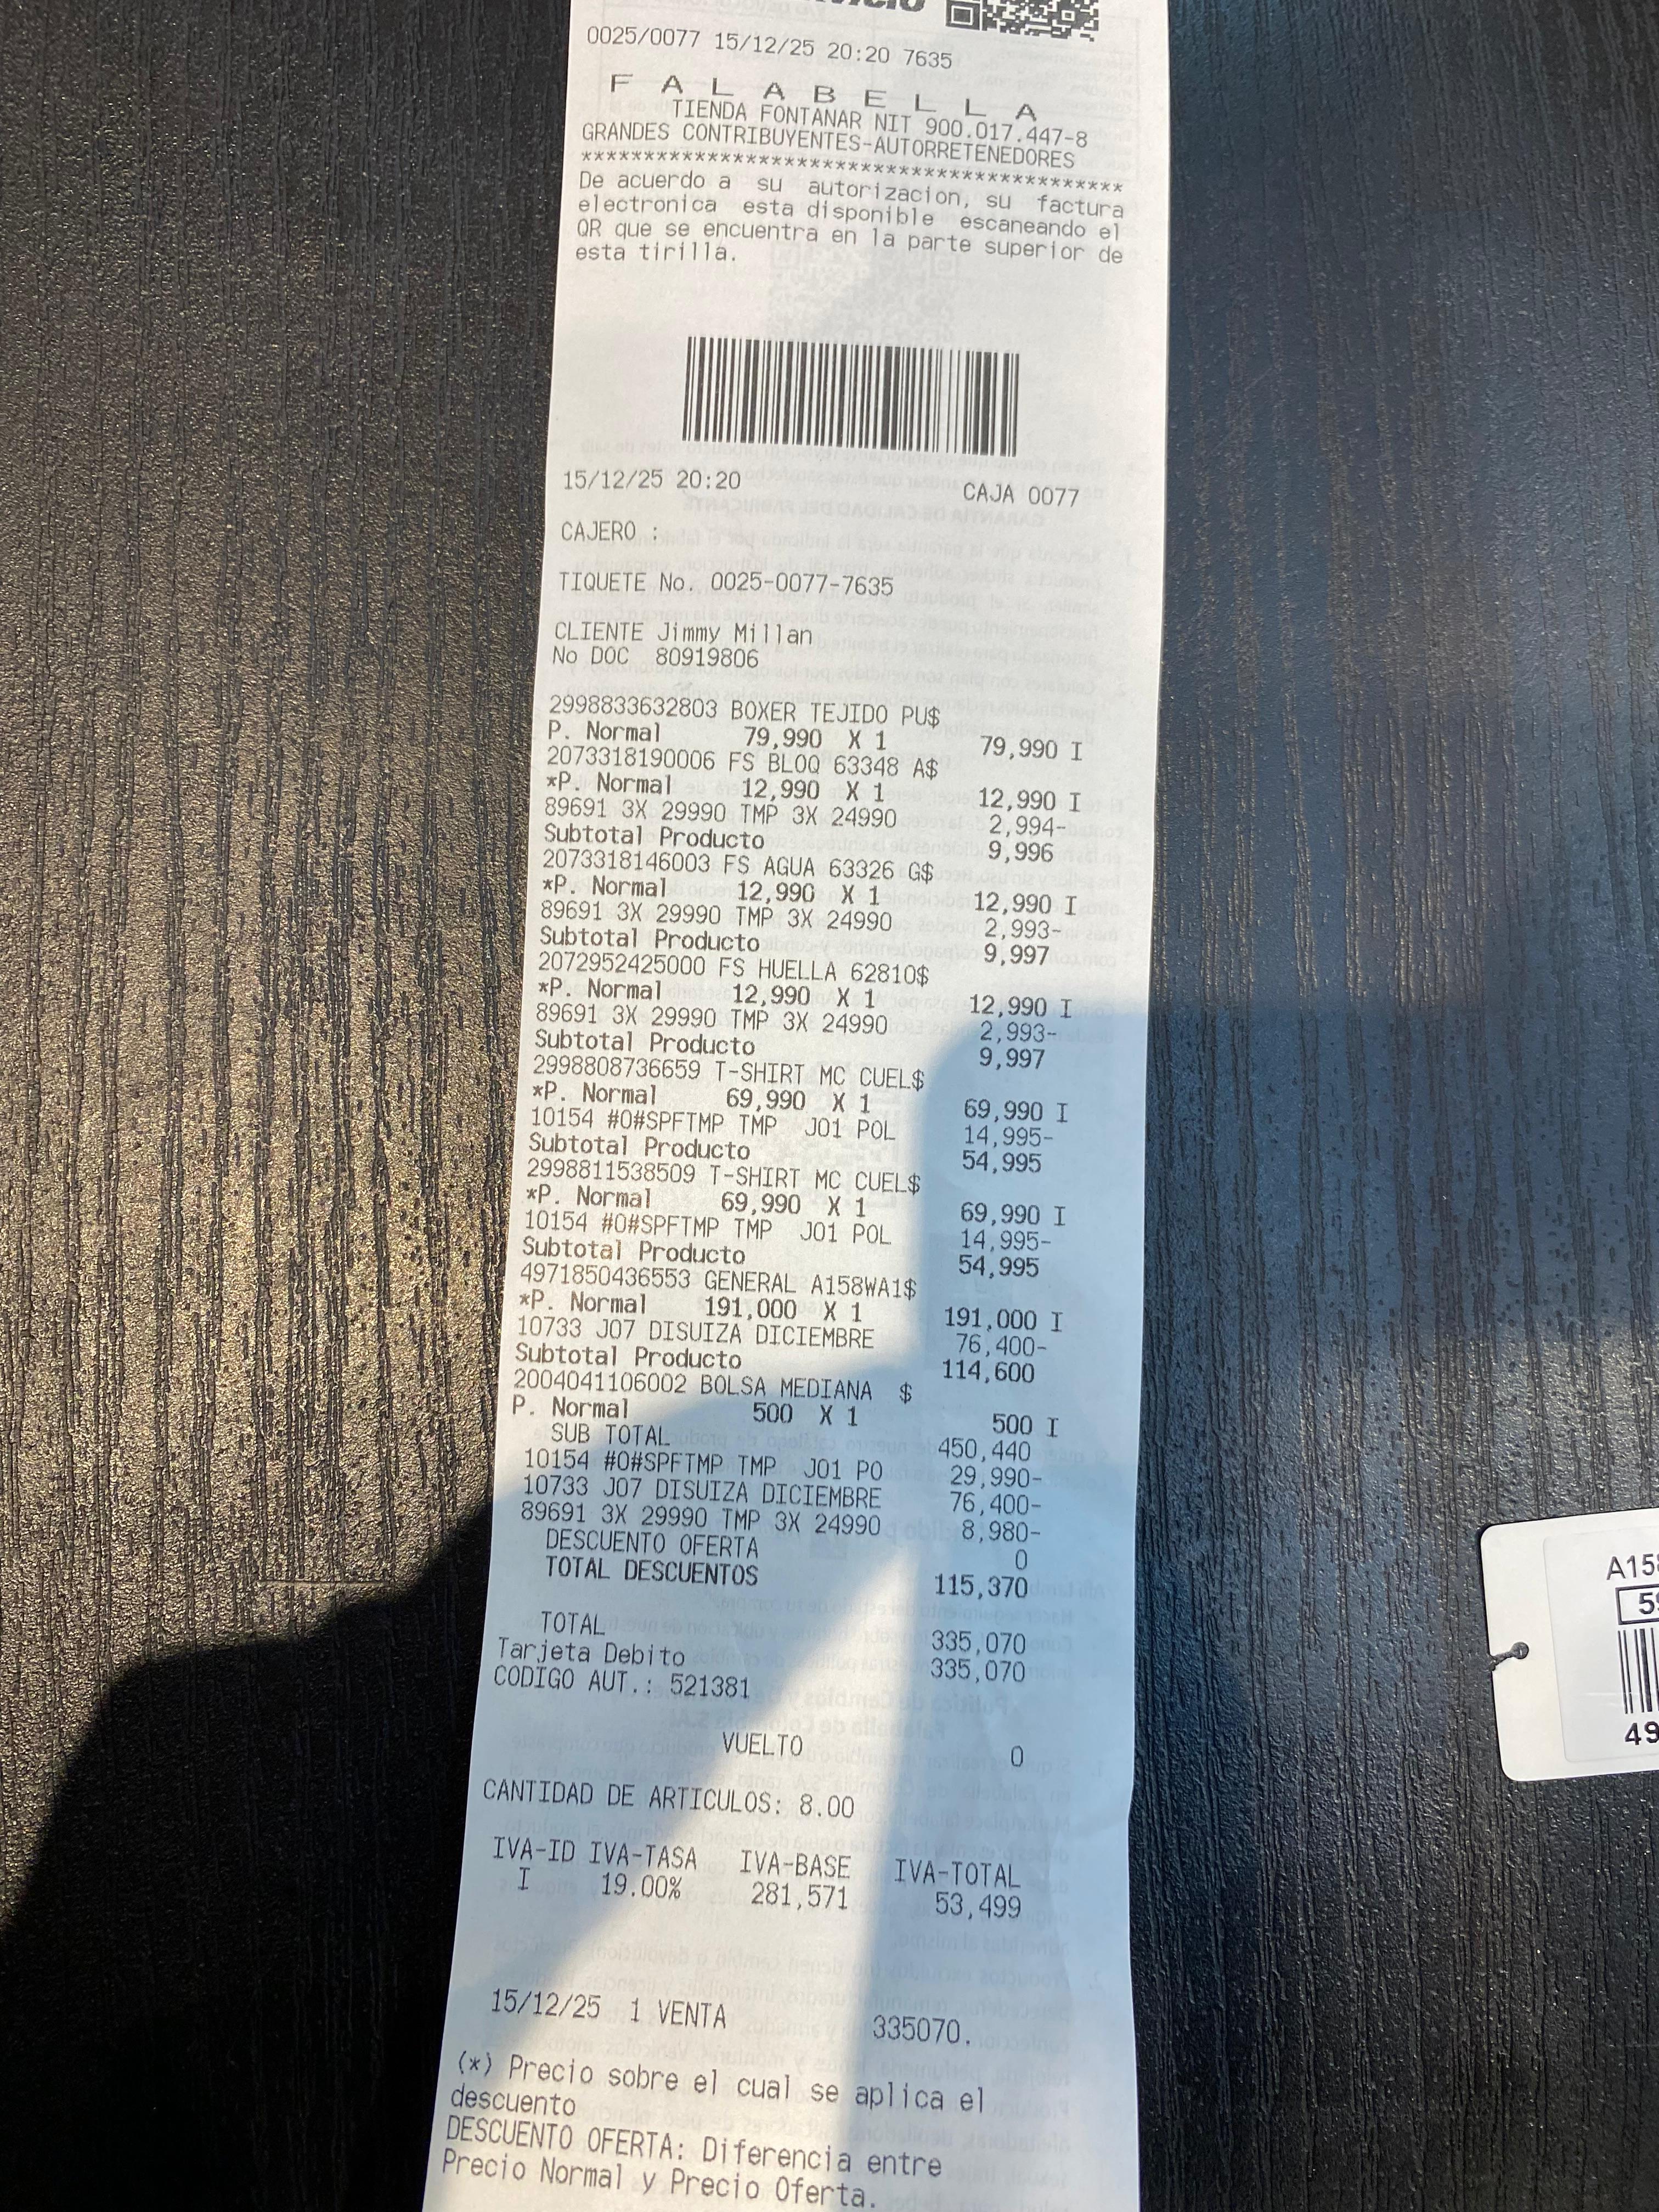 0025/0077 15/12/25 20:20 7635
F A L A B E L L A
TIENDA FONTANAR NIT 900.017.447-8
GRANDES CONTRIBUYENTES-AUTORRETENEDORES
*******************************************
De acuerdo a su autorizacion, su factura
electronica esta disponible escaneando el
QR que se encuentra en la parte superior de
esta tirilla.
15/12/25 20:20 CAJA 0077
CAJERO :
TIQUETE No. 0025-0077-7635
CLIENTE Jimmy Millan
No DOC 80919806
2998833632803 BOXER TEJIDO PU$
P. Normal 79,990 X 1 79,990 I
2073318190006 FS BLOQ 63348 A$
*P. Normal 12,990 X 1 12,990 I
89691 3X 29990 TMP 3X 24990 2,994-
Subtotal Producto 9,996
2073318146003 FS AGUA 63326 G$
*P. Normal 12,990 X 1 12,990 I
89691 3X 29990 TMP 3X 24990 2,993-
Subtotal Producto 9,997
2072952425000 FS HUELLA 62810$
*P. Normal 12,990 X 1 12,990 I
89691 3X 29990 TMP 3X 24990 2,993-
Subtotal Producto 9,997
2998808736659 T-SHIRT MC CUEL$
*P. Normal 69,990 X 1 69,990 I
10154 #0#SPFTMP TMP J01 POL 14,995-
Subtotal Producto 54,995
2998811538509 T-SHIRT MC CUEL$
*P. Normal 69,990 X 1 69,990 I
10154 #0#SPFTMP TMP J01 POL 14,995-
Subtotal Producto 54,995
4971850436553 GENERAL A158WA1$
*P. Normal 191,000 X 1 191,000 I
10733 J07 DISUIZA DICIEMBRE 76,400-
Subtotal Producto 114,600
2004041106002 BOLSA MEDIANA $
P. Normal 500 X 1 500 I
SUB TOTAL 450,440
10154 #0#SPFTMP TMP J01 PO 29,990-
10733 J07 DISUIZA DICIEMBRE 76,400-
89691 3X 29990 TMP 3X 24990 8,980-
DESCUENTO OFERTA 0
TOTAL DESCUENTOS 115,370
TOTAL 335,070
Tarjeta Debito 335,070
CODIGO AUT.: 521381
VUELTO 0
CANTIDAD DE ARTICULOS: 8.00
IVA-ID IVA-TASA IVA-BASE IVA-TOTAL
I 19.00% 281,571 53,499
15/12/25 1 VENTA 335070.
(*) Precio sobre el cual se aplica el
descuento
DESCUENTO OFERTA: Diferencia entre
Precio Normal y Precio Oferta.
A15
49